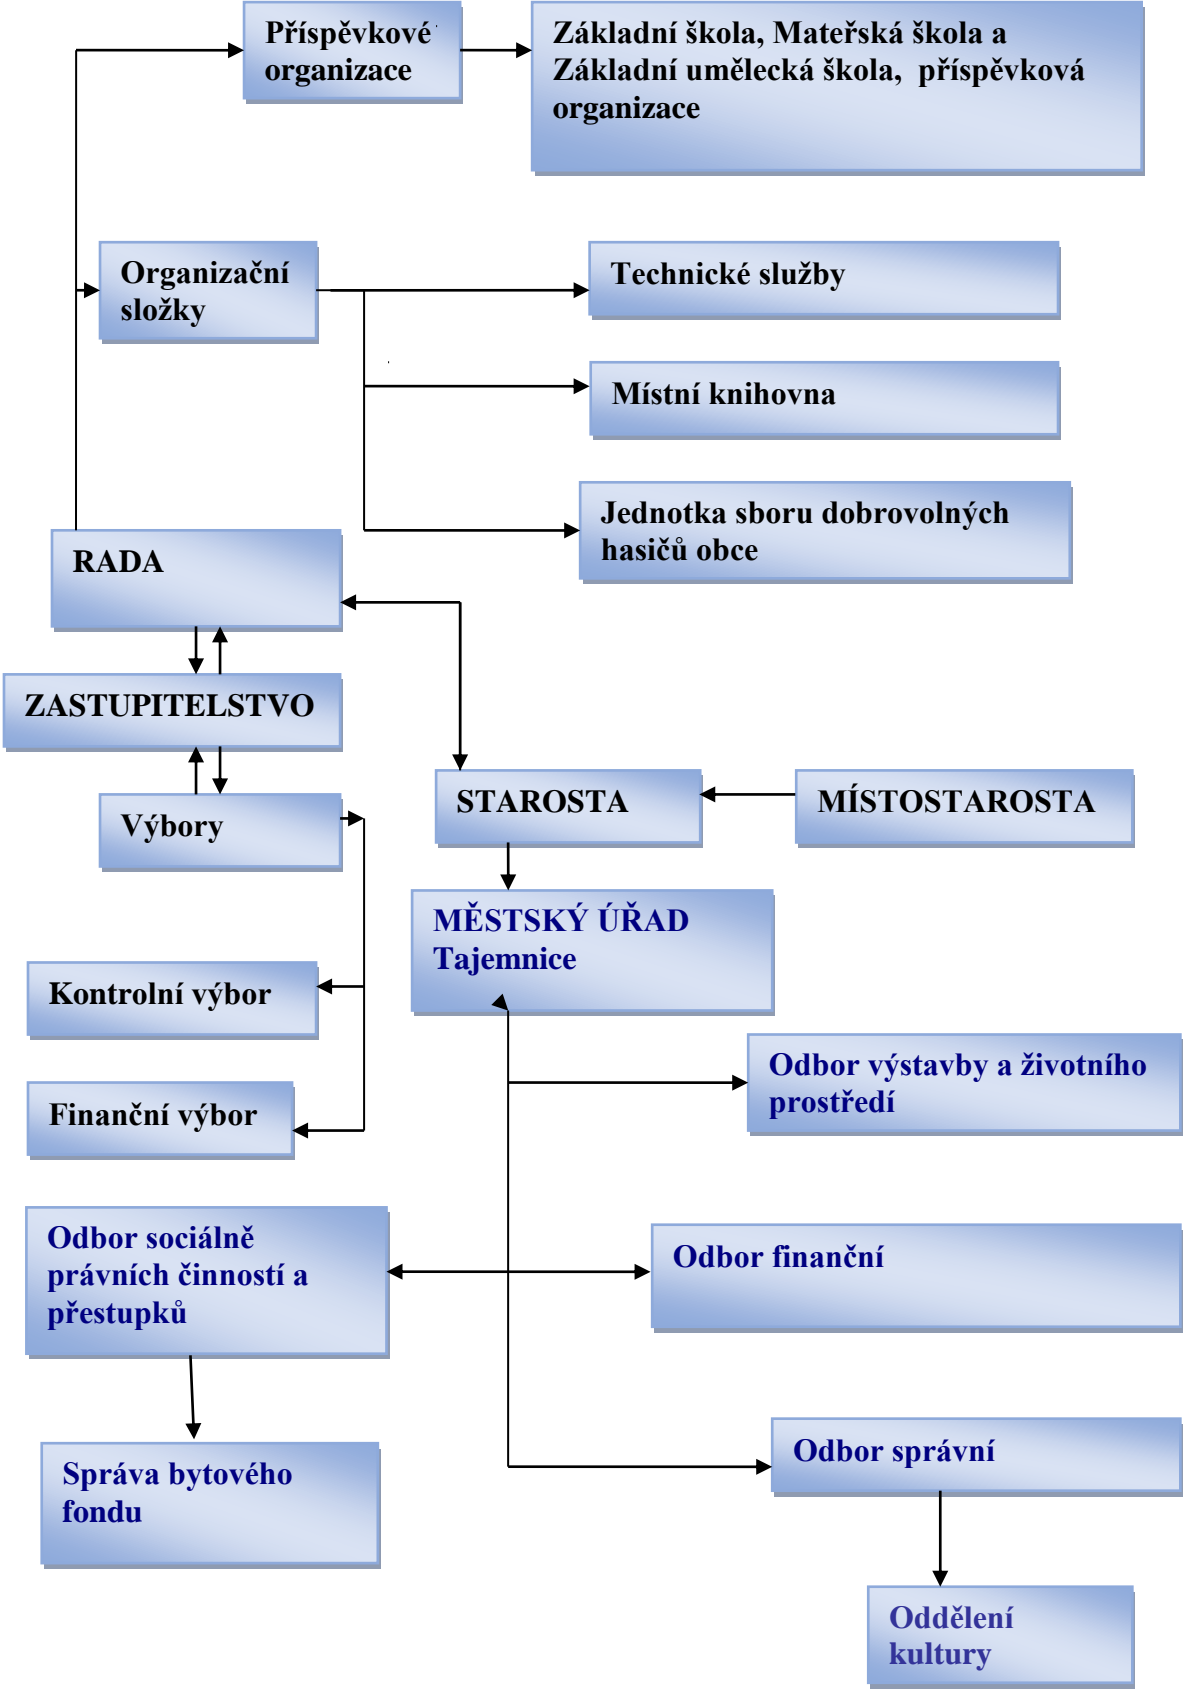 Příspěvkové
organizace
Základní škola, Mateřská škola a
Základní umělecká škola, příspěvková
organizace
Organizační
složky
Technické služby
Místní knihovna
Jednotka sboru dobrovolných
hasičů obce
RADA
ZASTUPITELSTVO
Výbory
STAROSTA
MÍSTOSTAROSTA
MĚSTSKÝ ÚŘAD
Tajemnice
Kontrolní výbor
Finanční výbor
Odbor výstavby a životního
prostředí
Odbor sociálně
právních činností a
přestupků
Odbor finanční
Správa bytového
fondu
Odbor správní
Oddělení
kultury